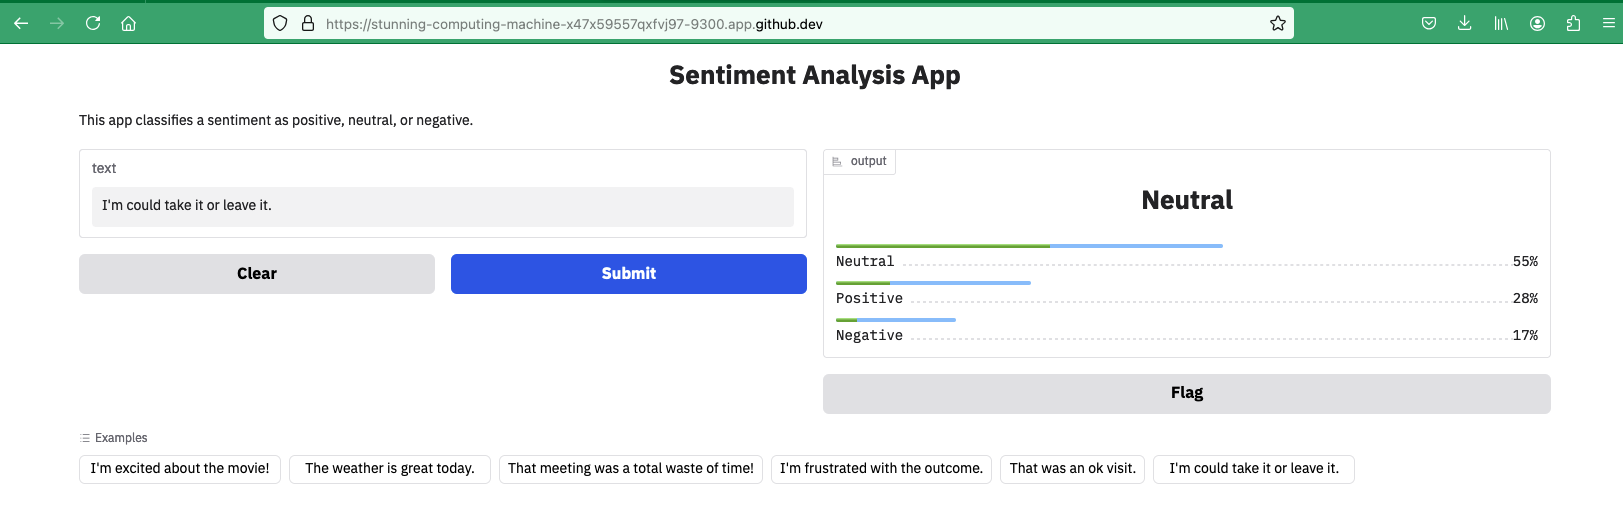 https://stunning-computing-machine-x47x59557qxfvj97-9300.app.github.dev
Sentiment Analysis App
This app classifies a sentiment as positive, neutral, or negative.
text
I'm could take it or leave it.
Clear
Submit
output
Neutral
Neutral 55%
Positive 28%
Negative 17%
Flag
Examples
I'm excited about the movie!
The weather is great today.
That meeting was a total waste of time!
I'm frustrated with the outcome.
That was an ok visit.
I'm could take it or leave it.